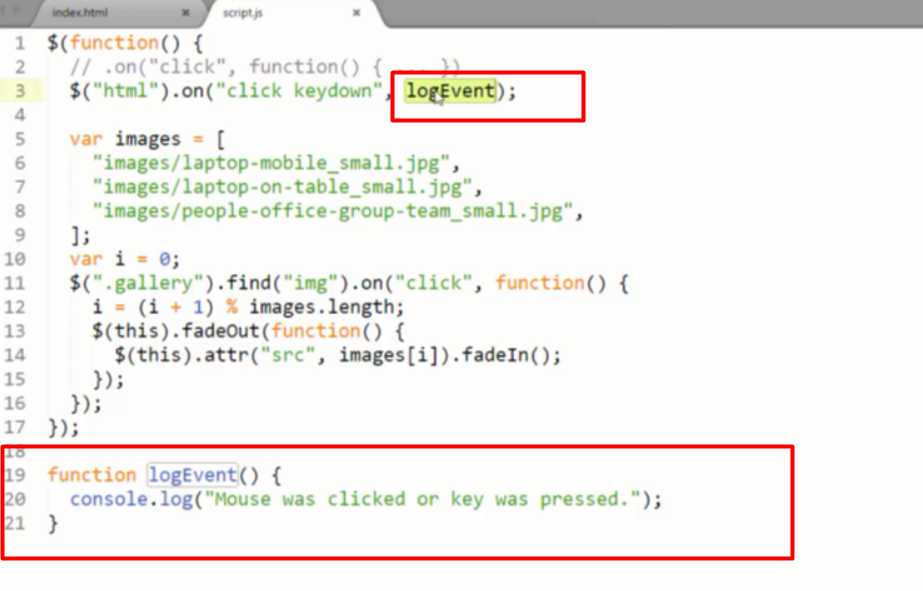 index.html × script.js ×
1 $(function() {
2 // .on("click", function() { ... })
3 $("html").on("click keydown", logEvent);
4
5 var images = [
6 "images/laptop-mobile_small.jpg",
7 "images/laptop-on-table_small.jpg",
8 "images/people-office-group-team_small.jpg",
9 ];
10 var i = 0;
11 $(".gallery").find("img").on("click", function() {
12 i = (i + 1) % images.length;
13 $(this).fadeOut(function() {
14 $(this).attr("src", images[i]).fadeIn();
15 });
16 });
17 });
18
19 function logEvent() {
20 console.log("Mouse was clicked or key was pressed.");
21 }